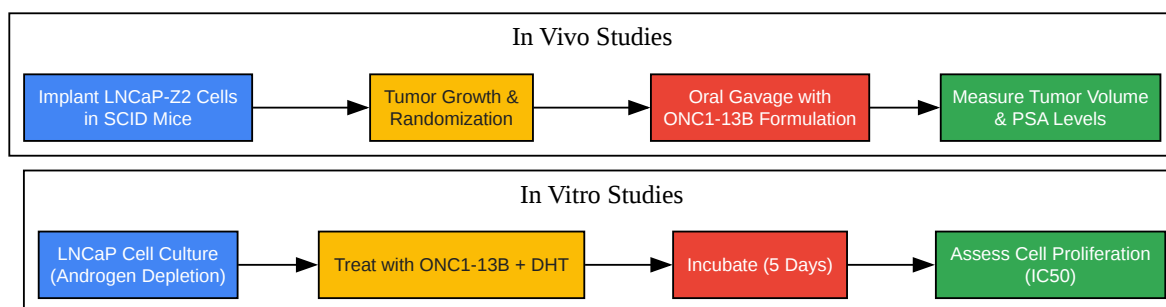 In Vivo Studies
Implant LNCaP-Z2 Cells
in SCID Mice
Tumor Growth &
Randomization
Oral Gavage with
ONC1-13B Formulation
Measure Tumor Volume
& PSA Levels
In Vitro Studies
LNCaP Cell Culture
(Androgen Depletion)
Treat with ONC1-13B + DHT
Incubate (5 Days)
Assess Cell Proliferation
(IC50)